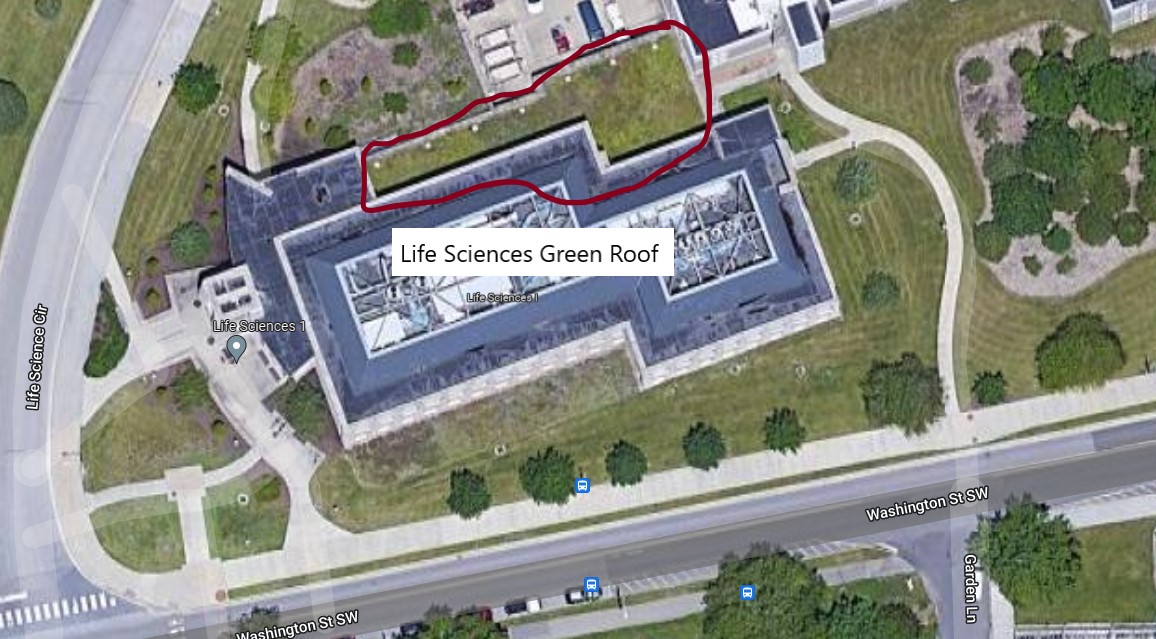 Life Sciences Green Roof
Life Sciences I
Life Sciences 1
Life Science Cir
Washington St SW
Washington St SW
Garden Ln